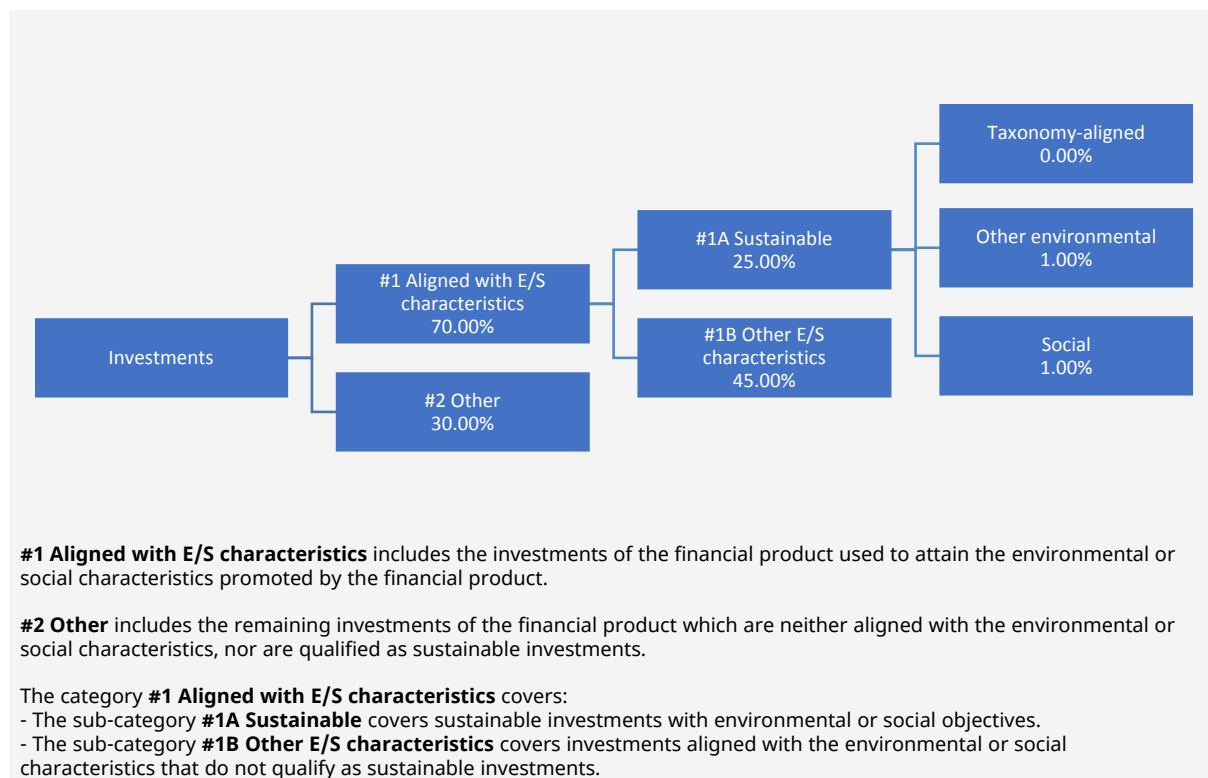 Investments
#1 Aligned with E/S
characteristics
70.00%
#2 Other
30.00%
#1A Sustainable
25.00%
#1B Other E/S
characteristics
45.00%
Taxonomy-aligned
0.00%
Other environmental
1.00%
Social
1.00%
#1 Aligned with E/S characteristics includes the investments of the financial product used to attain the environmental or
social characteristics promoted by the financial product.
#2 Other includes the remaining investments of the financial product which are neither aligned with the environmental or
social characteristics, nor are qualified as sustainable investments.
The category #1 Aligned with E/S characteristics covers:
- The sub-category #1A Sustainable covers sustainable investments with environmental or social objectives.
- The sub-category #1B Other E/S characteristics covers investments aligned with the environmental or social
characteristics that do not qualify as sustainable investments.